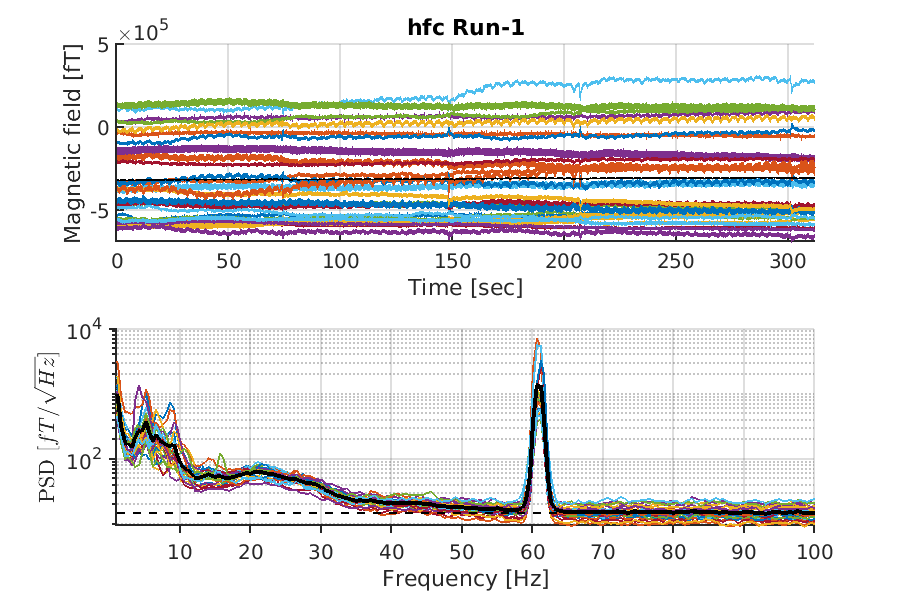 hfc Run-1
×10^5
Magnetic field [fT]
5
0
-5
0 50 100 150 200 250 300
Time [sec]
PSD [fT/√Hz]
10^4
10^2
10 20 30 40 50 60 70 80 90 100
Frequency [Hz]